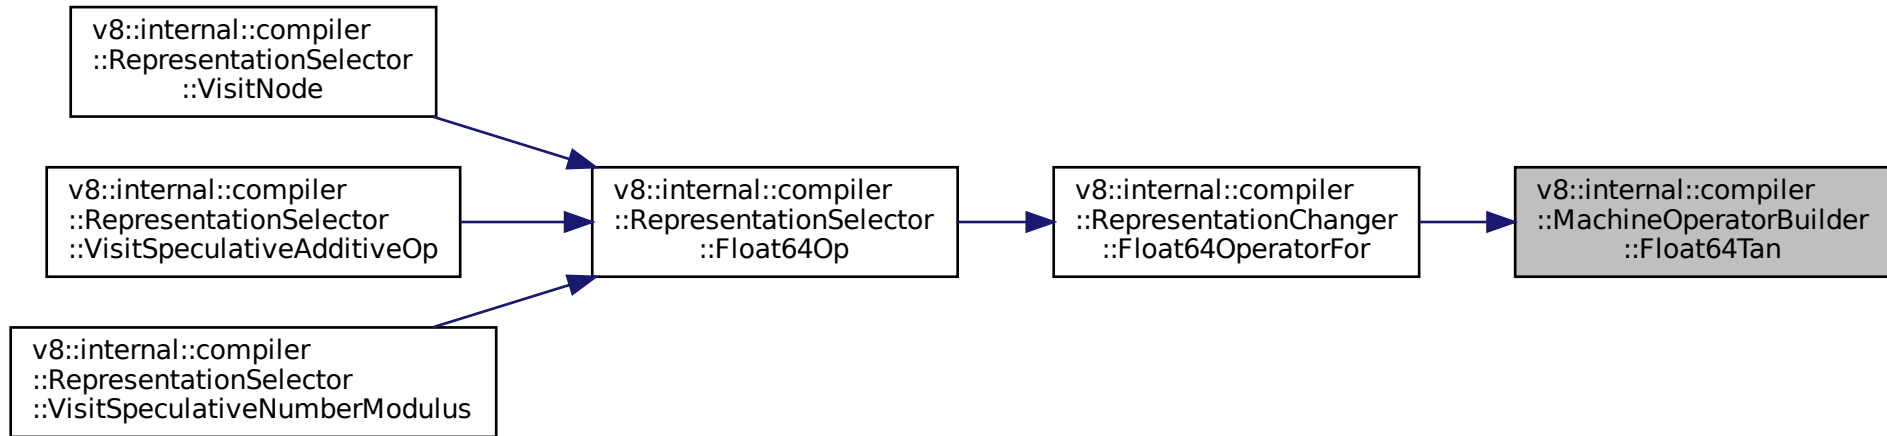 v8::internal::compiler
::RepresentationSelector
::VisitNode
v8::internal::compiler
::RepresentationSelector
::VisitSpeculativeAdditiveOp
v8::internal::compiler
::RepresentationSelector
::VisitSpeculativeNumberModulus
v8::internal::compiler
::RepresentationSelector
::Float64Op
v8::internal::compiler
::RepresentationChanger
::Float64OperatorFor
v8::internal::compiler
::MachineOperatorBuilder
::Float64Tan